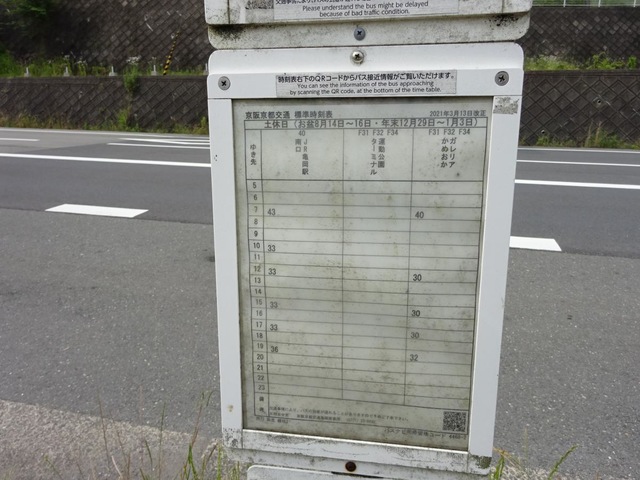 Please understand the bus might be delayed
because of bad traffic condition.
時刻表右下のQRコードからバス接近情報がご覧いただけます。
You can see the information of the bus approaching
by scanning the QR code, at the bottom of the time table.
京阪京都交通 標準時刻表 2021年3月13日改正
土休日(お盆8月14日~16日・年末12月29日~1月3日)
40 F31 F32 F34 F31 F32 F34
ゆき先 JR亀岡駅南口 運動公園ターミナル ガレリアかめおか
5
6
7 43 40
8
9
10 33
11
12 33 30
13
14
15 33 30
16
17 33 30
18
19 36 32
20
21
22
23